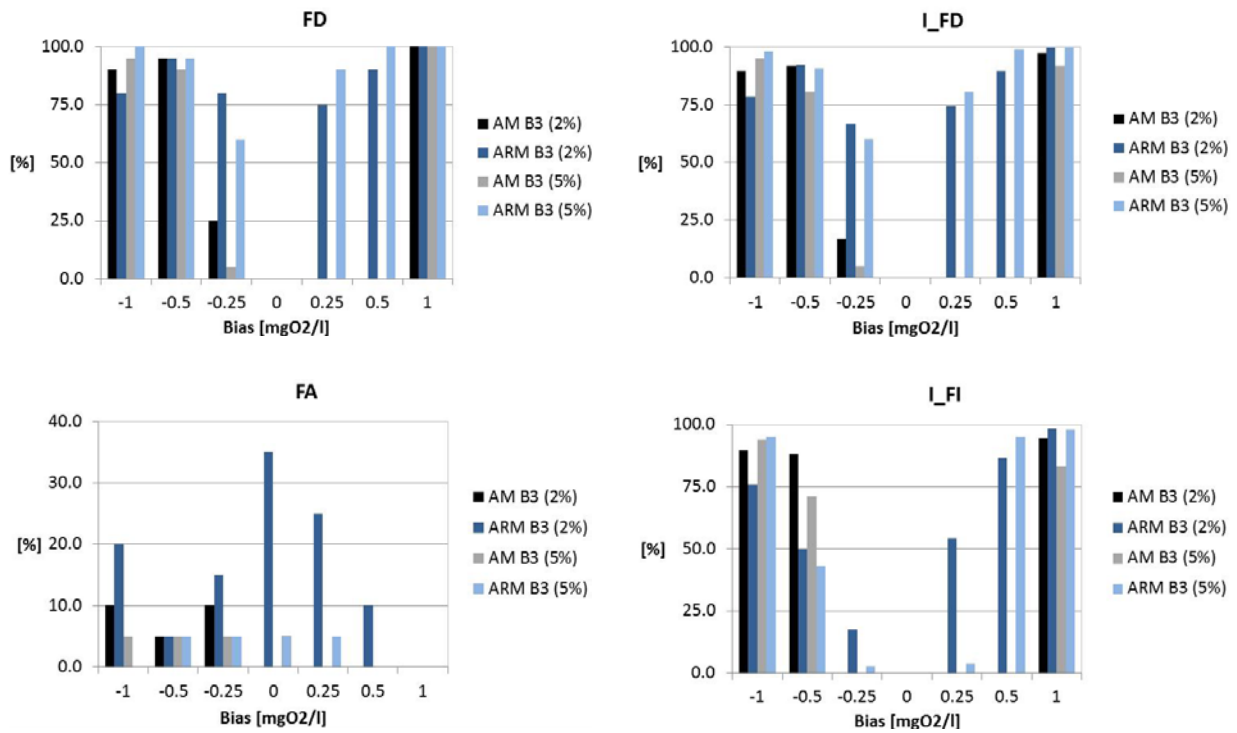 FD
100.0
75.0
50.0
25.0
0.0
[%]
-1 -0.5 -0.25 0 0.25 0.5 1
Bias [mgO2/l]
AM B3 (2%)
ARM B3 (2%)
AM B3 (5%)
ARM B3 (5%)
I_FD
100.0
75.0
50.0
25.0
0.0
[%]
-1 -0.5 -0.25 0 0.25 0.5 1
Bias [mgO2/l]
AM B3 (2%)
ARM B3 (2%)
AM B3 (5%)
ARM B3 (5%)
FA
40.0
30.0
20.0
10.0
0.0
[%]
-1 -0.5 -0.25 0 0.25 0.5 1
Bias [mgO2/l]
AM B3 (2%)
ARM B3 (2%)
AM B3 (5%)
ARM B3 (5%)
I_FI
100.0
75.0
50.0
25.0
0.0
[%]
-1 -0.5 -0.25 0 0.25 0.5 1
Bias [mgO2/l]
AM B3 (2%)
ARM B3 (2%)
AM B3 (5%)
ARM B3 (5%)